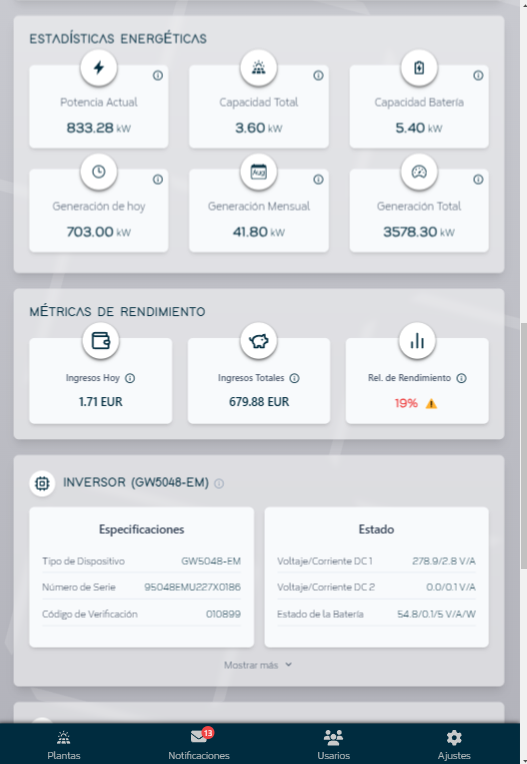 ESTADÍSTICAS ENERGÉTICAS
Potencia Actual
833.28 kW
Capacidad Total
3.60 kW
Capacidad Batería
5.40 kW
Generación de hoy
703.00 kW
Aug
Generación Mensual
41.80 kW
Generación Total
3578.30 kW
MÉTRICAS DE RENDIMIENTO
Ingresos Hoy
1.71 EUR
Ingresos Totales
679.88 EUR
Rel. de Rendimiento
19%
INVERSOR (GW5048-EM)
Especificaciones
Tipo de Dispositivo GW5048-EM
Número de Serie 95048EMU227X0186
Código de Verificación 010899
Estado
Voltaje/Corriente DC 1 278.9/2.8 V/A
Voltaje/Corriente DC 2 0.0/0.1 V/A
Estado de la Batería 54.8/0.1/5 V/A/W
Mostrar más
Plantas
13
Notificaciones
Usarios
Ajustes